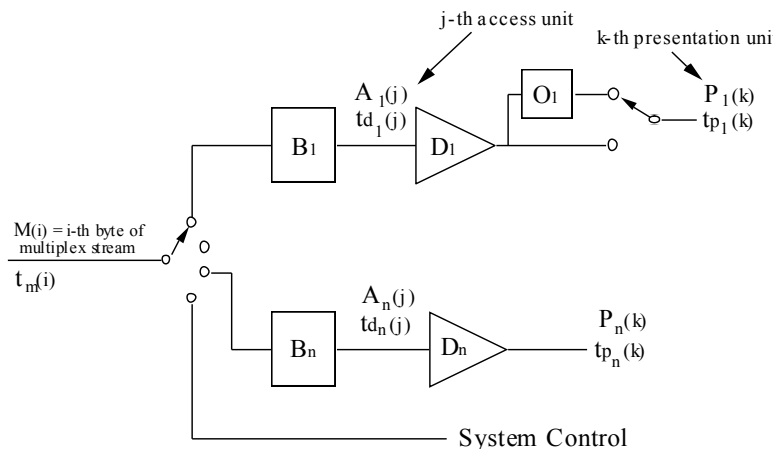 j-th access unit
k-th presentation uni
A1(j)
td1(j)
O1
P1(k)
tp1(k)
B1
D1
M(i) = i-th byte of
multiplex stream
tm(i)
An(j)
tdn(j)
Pn(k)
tpn(k)
Bn
Dn
System Control